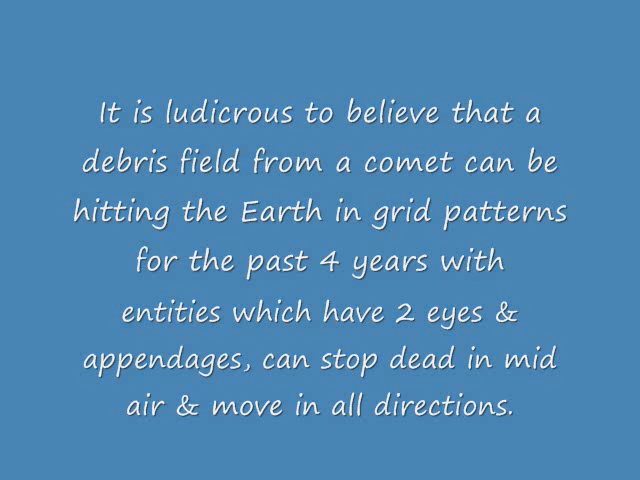 It is ludicrous to believe that a
debris field from a comet can be
hitting the Earth in grid patterns
for the past 4 years with
entities which have 2 eyes &
appendages, can stop dead in mid
air & move in all directions.